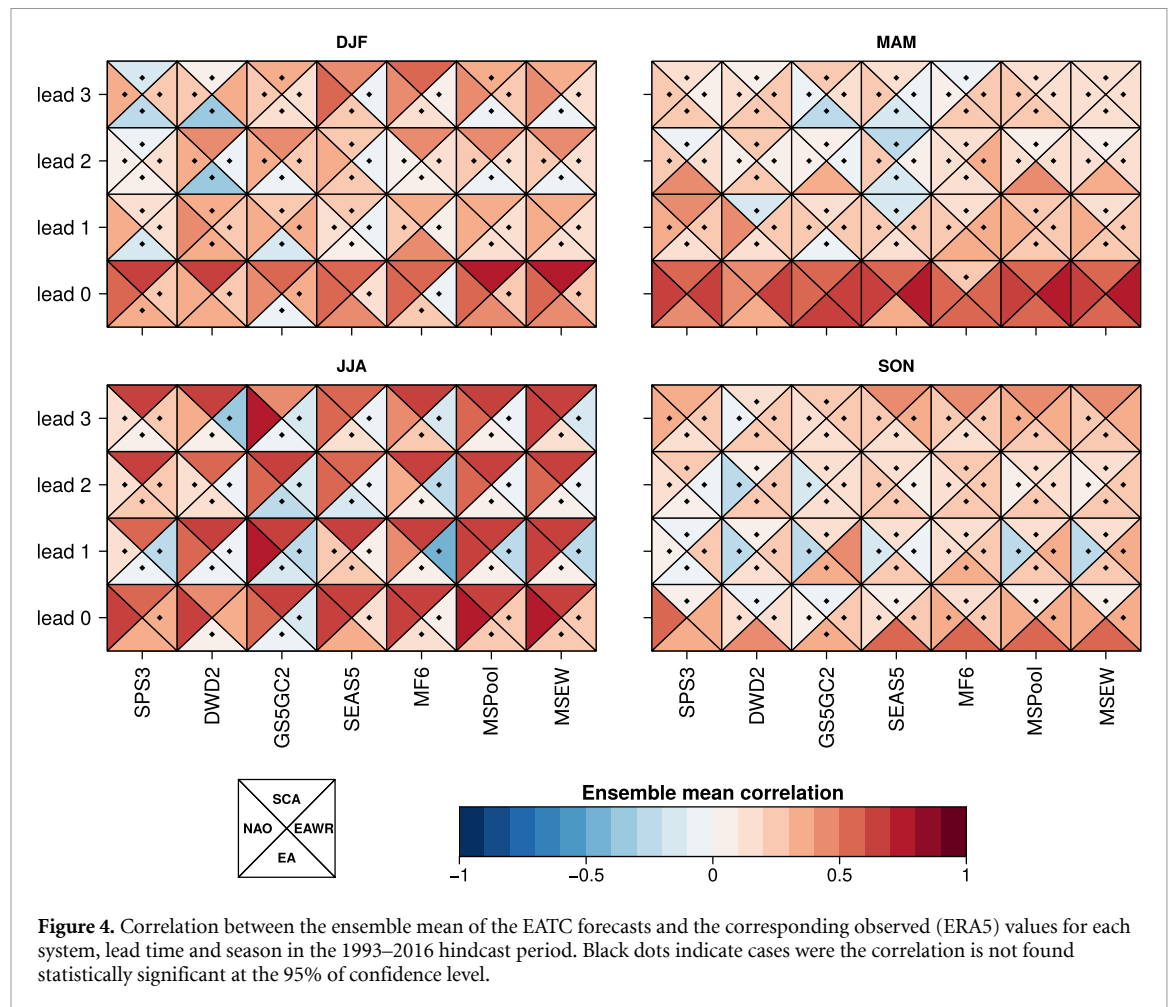 DJF
MAM
lead 3
lead 2
lead 1
lead 0
JJA
SON
lead 3
lead 2
lead 1
lead 0
SPS3
DWD2
GS5GC2
SEAS5
MF6
MSPool
MSEW
SPS3
DWD2
GS5GC2
SEAS5
MF6
MSPool
MSEW
SCA
NAO EAWR
EA
Ensemble mean correlation
−1 −0.5 0 0.5 1
Figure 4. Correlation between the ensemble mean of the EATC forecasts and the corresponding observed (ERA5) values for each
system, lead time and season in the 1993–2016 hindcast period. Black dots indicate cases were the correlation is not found
statistically significant at the 95% of confidence level.